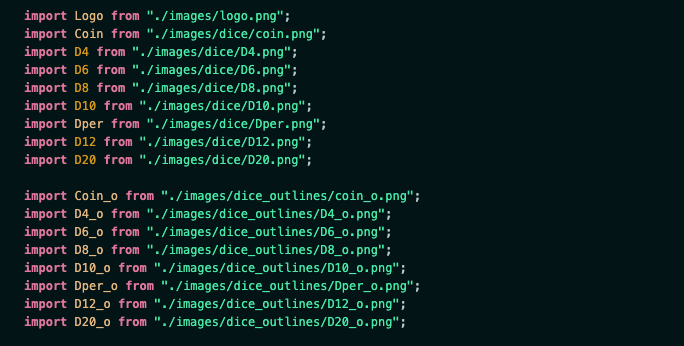 import Logo from "./images/logo.png";
import Coin from "./images/dice/coin.png";
import D4 from "./images/dice/D4.png";
import D6 from "./images/dice/D6.png";
import D8 from "./images/dice/D8.png";
import D10 from "./images/dice/D10.png";
import Dper from "./images/dice/Dper.png";
import D12 from "./images/dice/D12.png";
import D20 from "./images/dice/D20.png";

import Coin_o from "./images/dice_outlines/coin_o.png";
import D4_o from "./images/dice_outlines/D4_o.png";
import D6_o from "./images/dice_outlines/D6_o.png";
import D8_o from "./images/dice_outlines/D8_o.png";
import D10_o from "./images/dice_outlines/D10_o.png";
import Dper_o from "./images/dice_outlines/Dper_o.png";
import D12_o from "./images/dice_outlines/D12_o.png";
import D20_o from "./images/dice_outlines/D20_o.png";